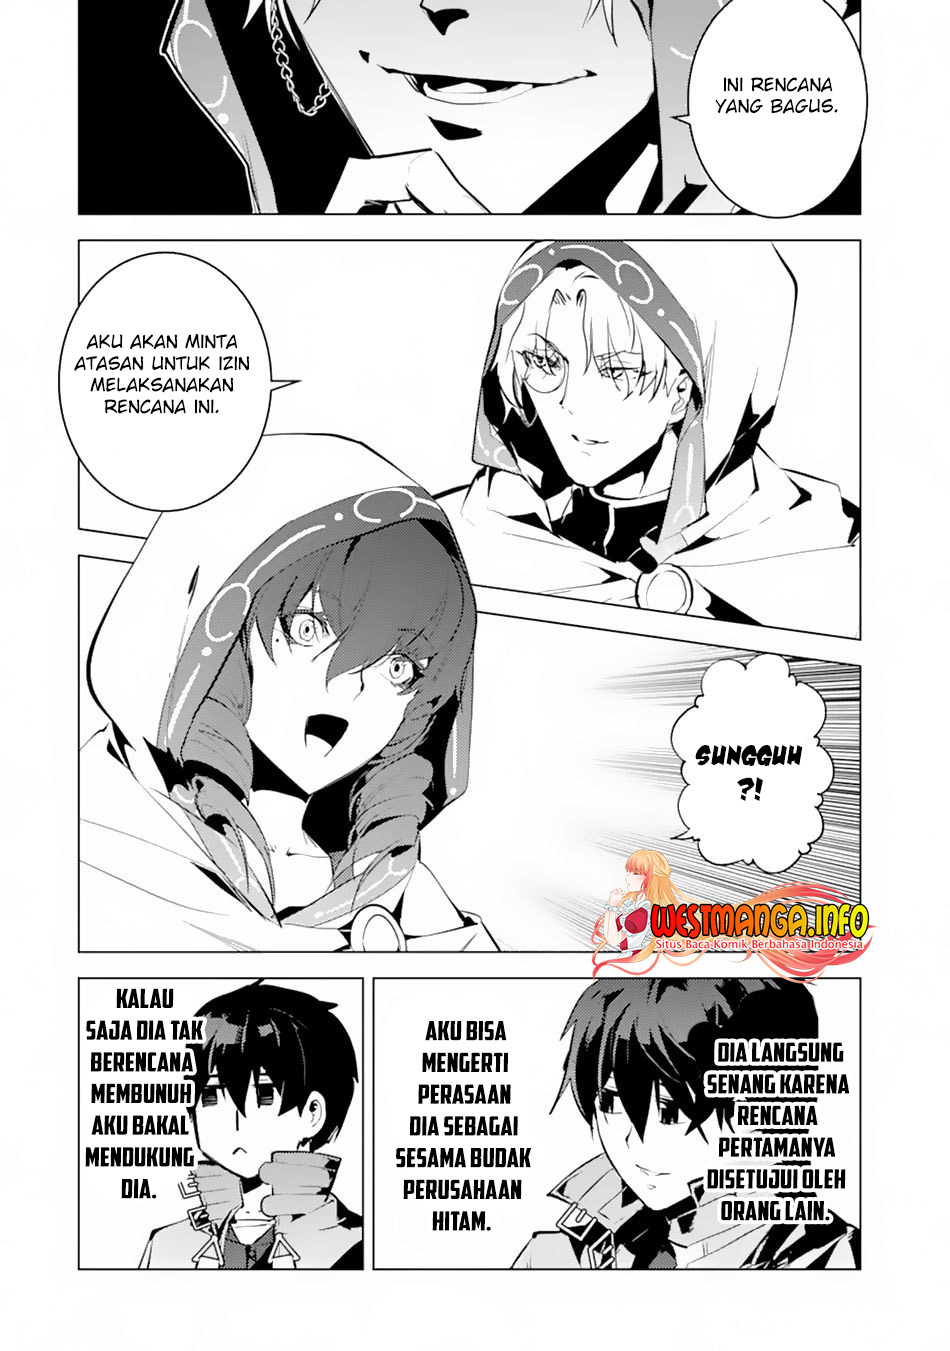 INI RENCANA
YANG BAGUS.
AKU AKAN MINTA
ATASAN UNTUK IZIN
MELAKSANAKAN
RENCANA INI.
SUNGGUH
?!
WESTMANGA.INFO
Situs Baca Komik Berbahasa Indonesia
DIA LANGSUNG
SENANG KARENA
RENCANA
PERTAMANYA
DISETUJUI OLEH
ORANG LAIN.
AKU BISA
MENGERTI
PERASAAN
DIA SEBAGAI
SESAMA BUDAK
PERUSAHAAN
HITAM.
KALAU
SAJA DIA TAK
BERENCANA
MEMBUNUH
AKU BAKAL
MENDUKUNG
DIA.